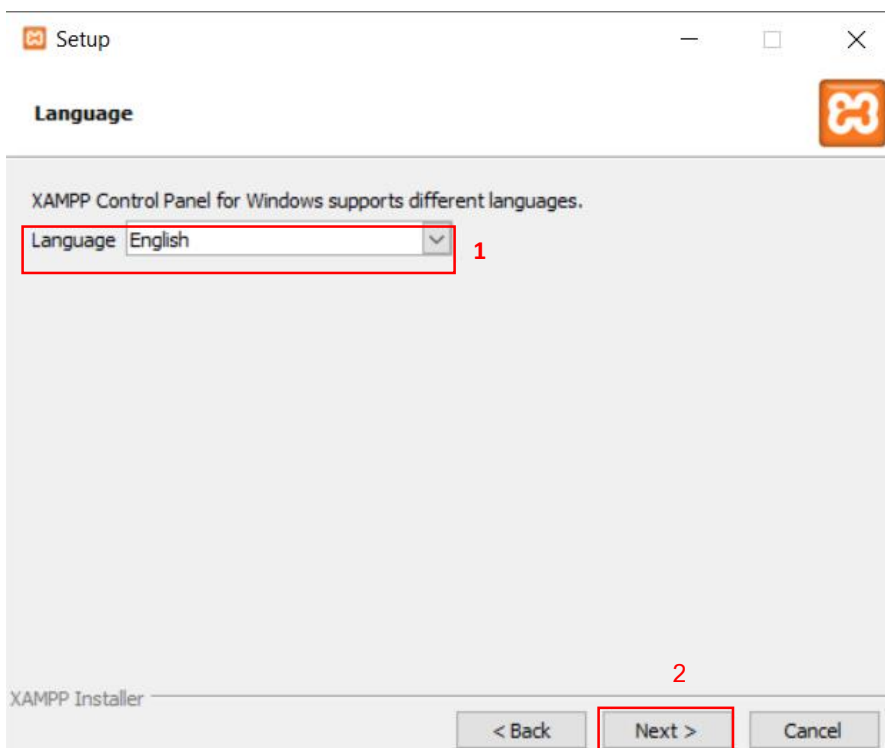 Setup
Language
XAMPP Control Panel for Windows supports different languages.
Language English 1
2
XAMPP Installer
< Back Next > Cancel